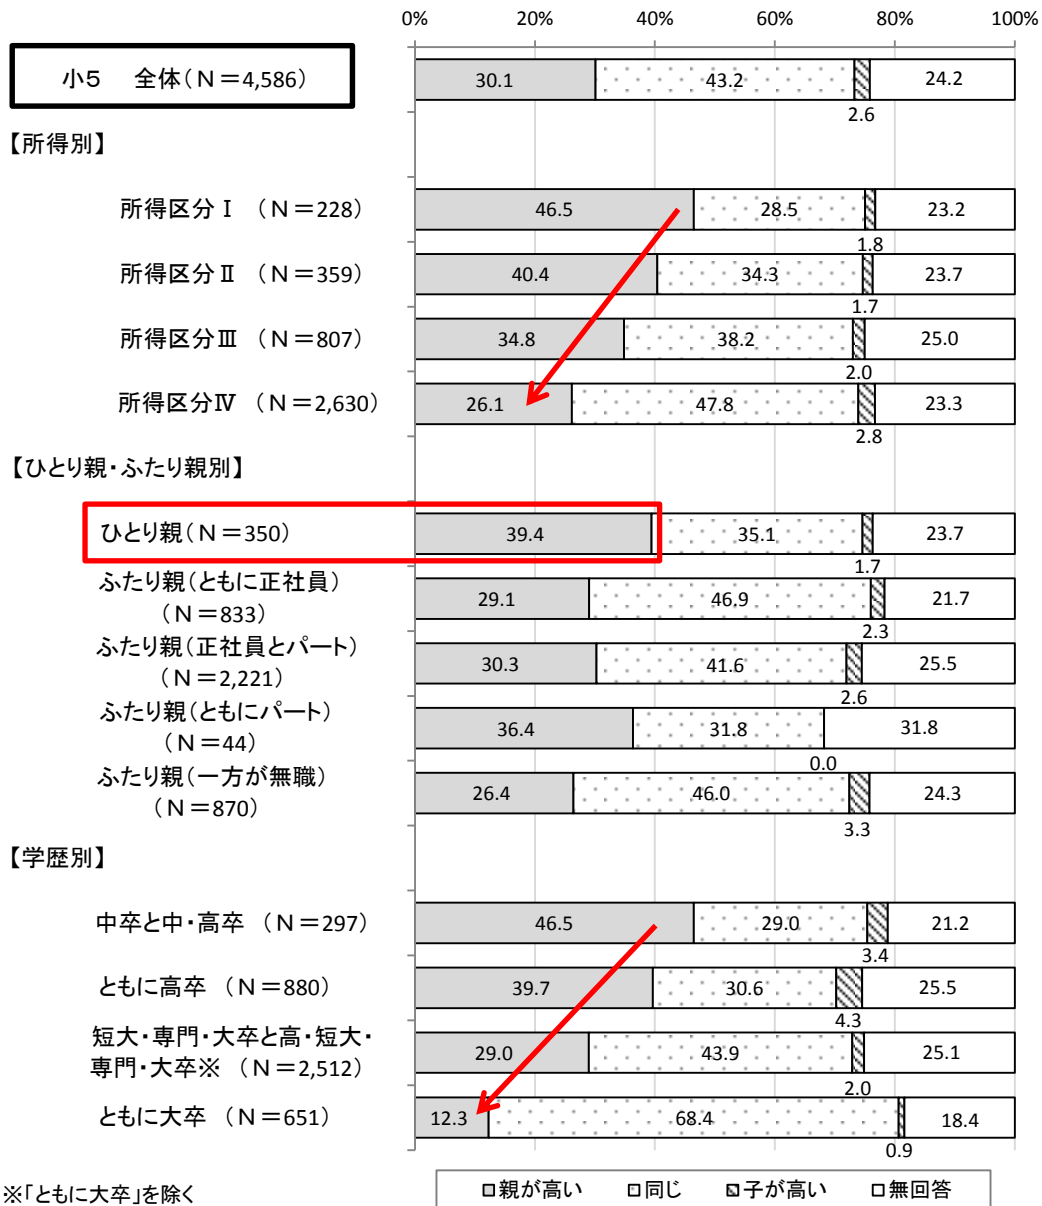 0% 20% 40% 60% 80% 100%
小5 全体(N=4,586) 30.1 43.2 24.2
2.6
【所得別】
所得区分Ⅰ (N=228) 46.5 28.5 23.2
1.8
所得区分Ⅱ (N=359) 40.4 34.3 23.7
1.7
所得区分Ⅲ (N=807) 34.8 38.2 25.0
2.0
所得区分Ⅳ (N=2,630) 26.1 47.8 23.3
2.8
【ひとり親・ふたり親別】
ひとり親(N=350) 39.4 35.1 23.7
1.7
ふたり親(ともに正社員)
(N=833) 29.1 46.9 21.7
2.3
ふたり親(正社員とパート)
(N=2,221) 30.3 41.6 25.5
2.6
ふたり親(ともにパート)
(N=44) 36.4 31.8 31.8
0.0
ふたり親(一方が無職)
(N=870) 26.4 46.0 24.3
3.3
【学歴別】
中卒と中・高卒 (N=297) 46.5 29.0 21.2
3.4
ともに高卒 (N=880) 39.7 30.6 25.5
4.3
短大・専門・大卒と高・短大・
専門・大卒※ (N=2,512) 29.0 43.9 25.1
2.0
ともに大卒 (N=651) 12.3 68.4 18.4
0.9
※「ともに大卒」を除く
親が高い 同じ 子が高い 無回答